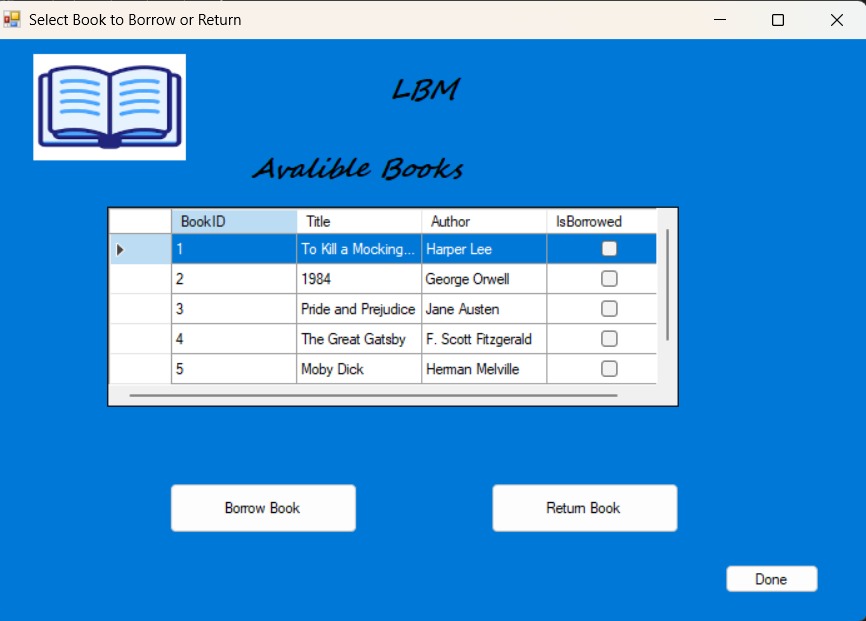 Select Book to Borrow or Return
LBM
Avalible Books
BookID Title Author IsBorrowed
1 To Kill a Mocking... Harper Lee
2 1984 George Orwell
3 Pride and Prejudice Jane Austen
4 The Great Gatsby F. Scott Fitzgerald
5 Moby Dick Herman Melville
Borrow Book Return Book
Done